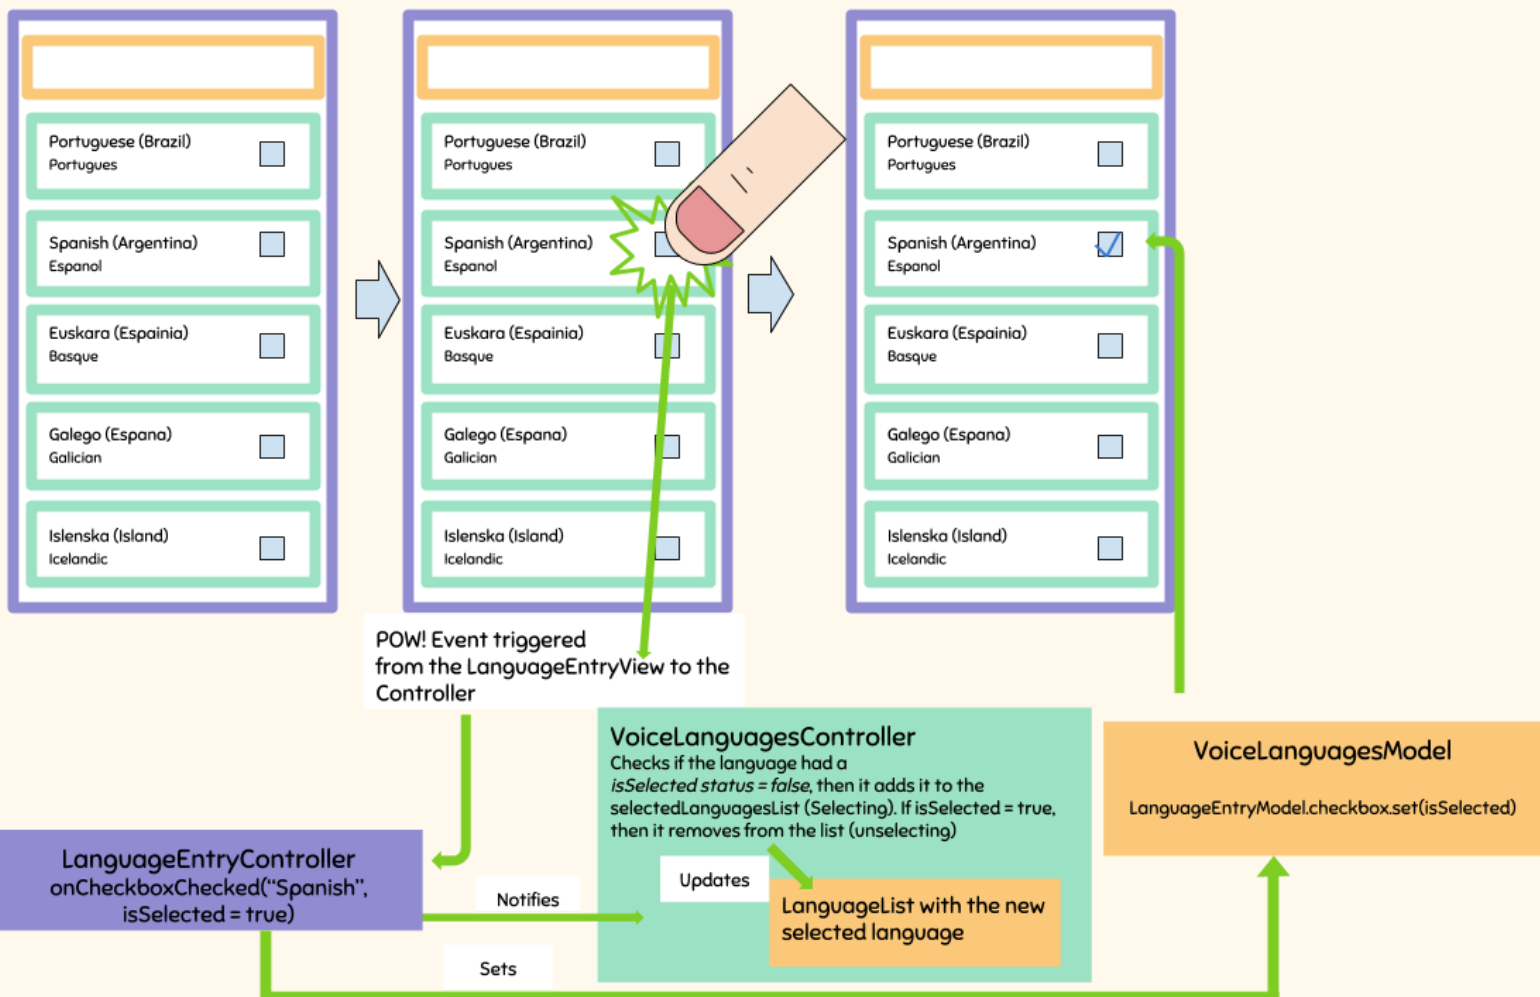 Portuguese (Brazil)
Portugues
Spanish (Argentina)
Espanol
Euskara (Espainia)
Basque
Galego (Espana)
Galician
Islenska (Island)
Icelandic
Portuguese (Brazil)
Portugues
Spanish (Argentina)
Espanol
Euskara (Espainia)
Basque
Galego (Espana)
Galician
Islenska (Island)
Icelandic
Portuguese (Brazil)
Portugues
Spanish (Argentina)
Espanol
Euskara (Espainia)
Basque
Galego (Espana)
Galician
Islenska (Island)
Icelandic
POW! Event triggered
from the LanguageEntryView to the
Controller
LanguageEntryController
onCheckboxChecked("Spanish",
isSelected = true)
Notifies
Sets
VoiceLanguagesController
Checks if the language had a
isSelected status = false, then it adds it to the
selectedLanguagesList (Selecting). If isSelected = true,
then it removes from the list (unselecting)
Updates
LanguageList with the new
selected language
VoiceLanguagesModel
LanguageEntryModel.checkbox.set(isSelected)